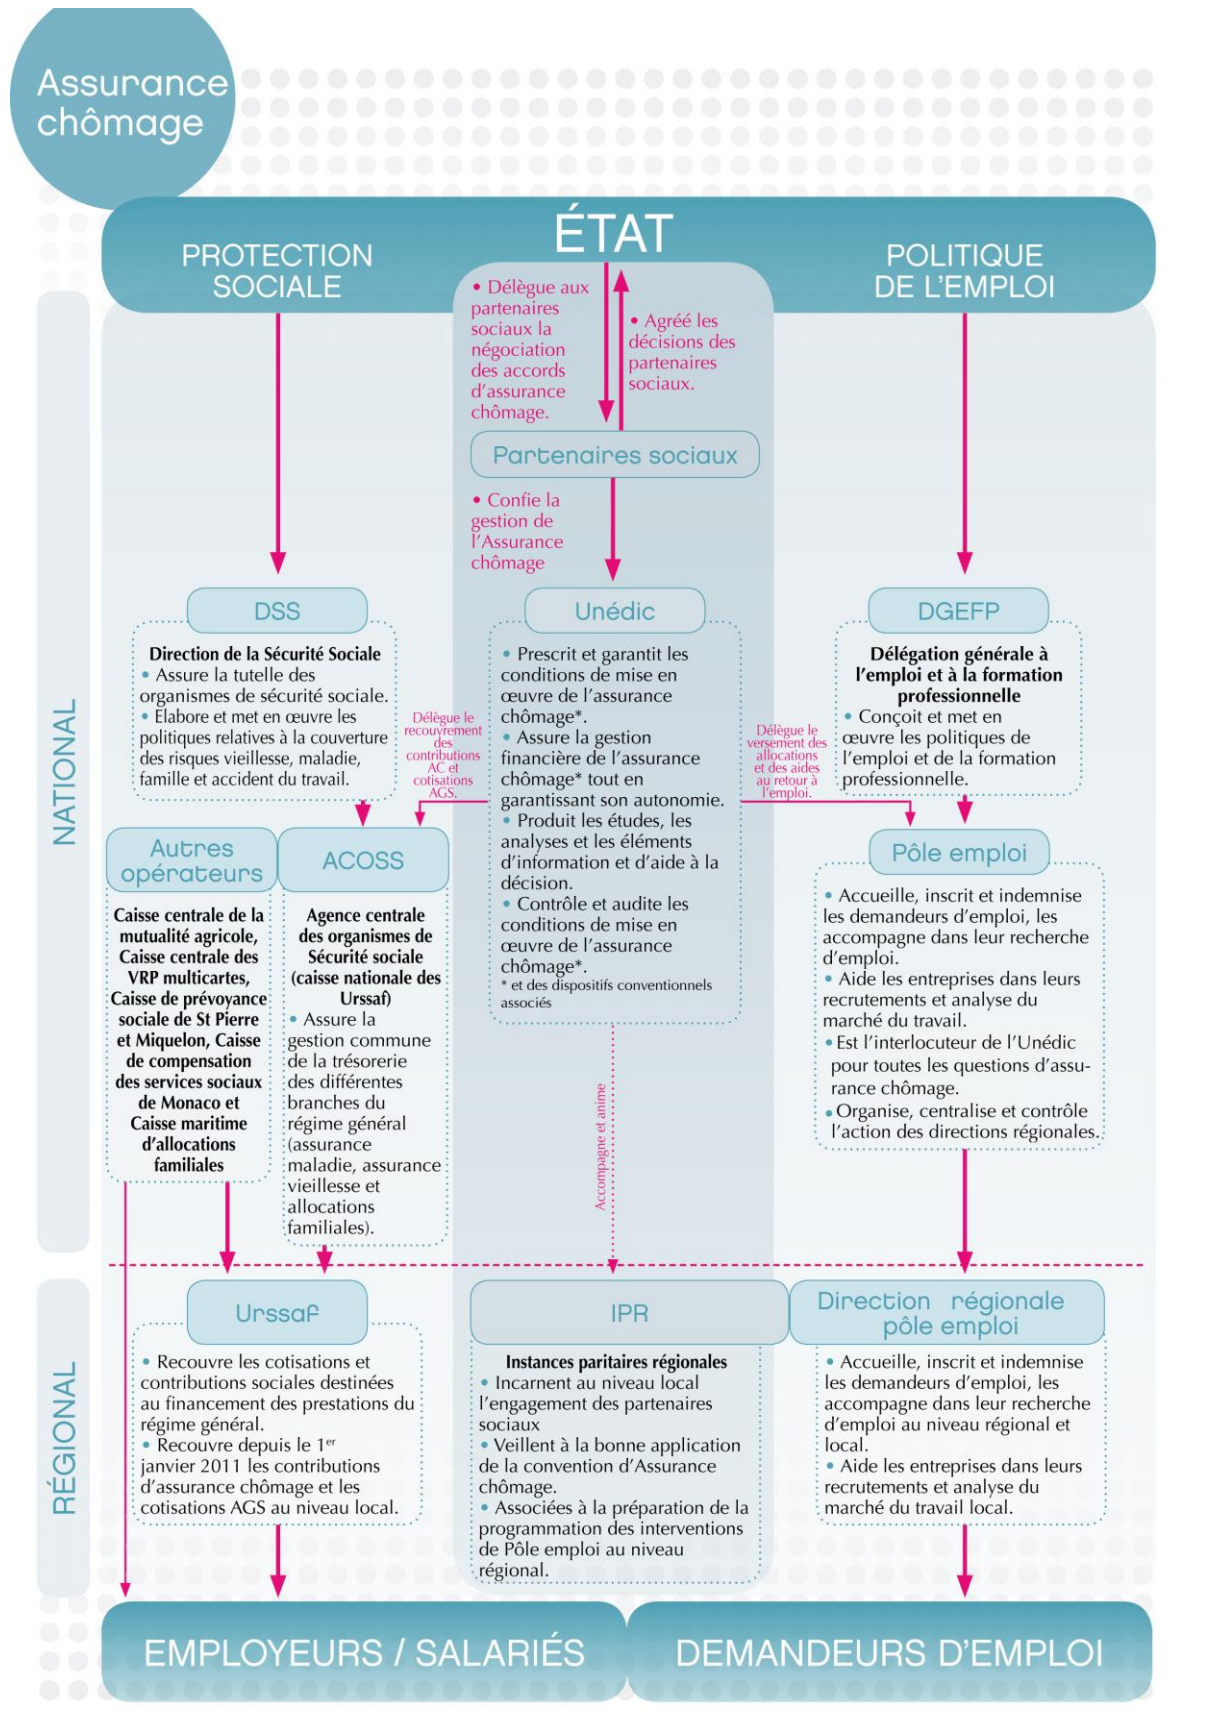 Assurance
chômage
ÉTAT
PROTECTION
SOCIALE
POLITIQUE
DE L'EMPLOI
• Délègue aux
partenaires
sociaux la
négociation
des accords
d'assurance
chômage.
• Agréé les
décisions des
partenaires
sociaux.
Partenaires sociaux
• Confie la
gestion de
l'Assurance
chômage
NATIONAL
DSS
Direction de la Sécurité Sociale
• Assure la tutelle des
organismes de sécurité sociale.
• Elabore et met en œuvre les
politiques relatives à la couverture
des risques vieillesse, maladie,
famille et accident du travail.
Délègue le
recouvrement
des
contributions
AC et
cotisations
AGS.
Unédic
• Prescrit et garantit les
conditions de mise en
œuvre de l'assurance
chômage*.
• Assure la gestion
financière de l'assurance
chômage* tout en
garantissant son autonomie.
• Produit les études, les
analyses et les éléments
d'information et d'aide à la
décision.
• Contrôle et audite les
conditions de mise en
œuvre de l'assurance
chômage*.
* et des dispositifs conventionnels
associés
Délègue le
versement des
allocations
et des aides
au retour à
l'emploi.
DGEFP
Délégation générale à
l'emploi et à la formation
professionnelle
• Conçoit et met en
œuvre les politiques de
l'emploi et de la formation
professionnelle.
Autres
opérateurs
Caisse centrale de la
mutualité agricole,
Caisse centrale des
VRP multicartes,
Caisse de prévoyance
sociale de St Pierre
et Miquelon, Caisse
de compensation
des services sociaux
de Monaco et
Caisse maritime
d'allocations
familiales
ACOSS
Agence centrale
des organismes de
Sécurité sociale
(caisse nationale des
Urssaf)
• Assure la
gestion commune
de la trésorerie
des différentes
branches du
régime général
(assurance
maladie, assurance
vieillesse et
allocations
familiales).
Accompagne et anime
Pôle emploi
• Accueille, inscrit et indemnise
les demandeurs d'emploi, les
accompagne dans leur recherche
d'emploi.
• Aide les entreprises dans leurs
recrutements et analyse du
marché du travail.
• Est l'interlocuteur de l'Unédic
pour toutes les questions d'assu-
rance chômage.
• Organise, centralise et contrôle
l'action des directions régionales.
RÉGIONAL
Urssaf
• Recouvre les cotisations et
contributions sociales destinées
au financement des prestations du
régime général.
• Recouvre depuis le 1er
janvier 2011 les contributions
d'assurance chômage et les
cotisations AGS au niveau local.
IPR
Instances paritaires régionales
• Incarnent au niveau local
l'engagement des partenaires
sociaux
• Veillent à la bonne application
de la convention d'Assurance
chômage.
• Associées à la préparation de la
programmation des interventions
de Pôle emploi au niveau
régional.
Direction régionale
pôle emploi
• Accueille, inscrit et indemnise
les demandeurs d'emploi, les
accompagne dans leur recherche
d'emploi au niveau régional et
local.
• Aide les entreprises dans leurs
recrutements et analyse du
marché du travail local.
EMPLOYEURS / SALARIÉS
DEMANDEURS D'EMPLOI